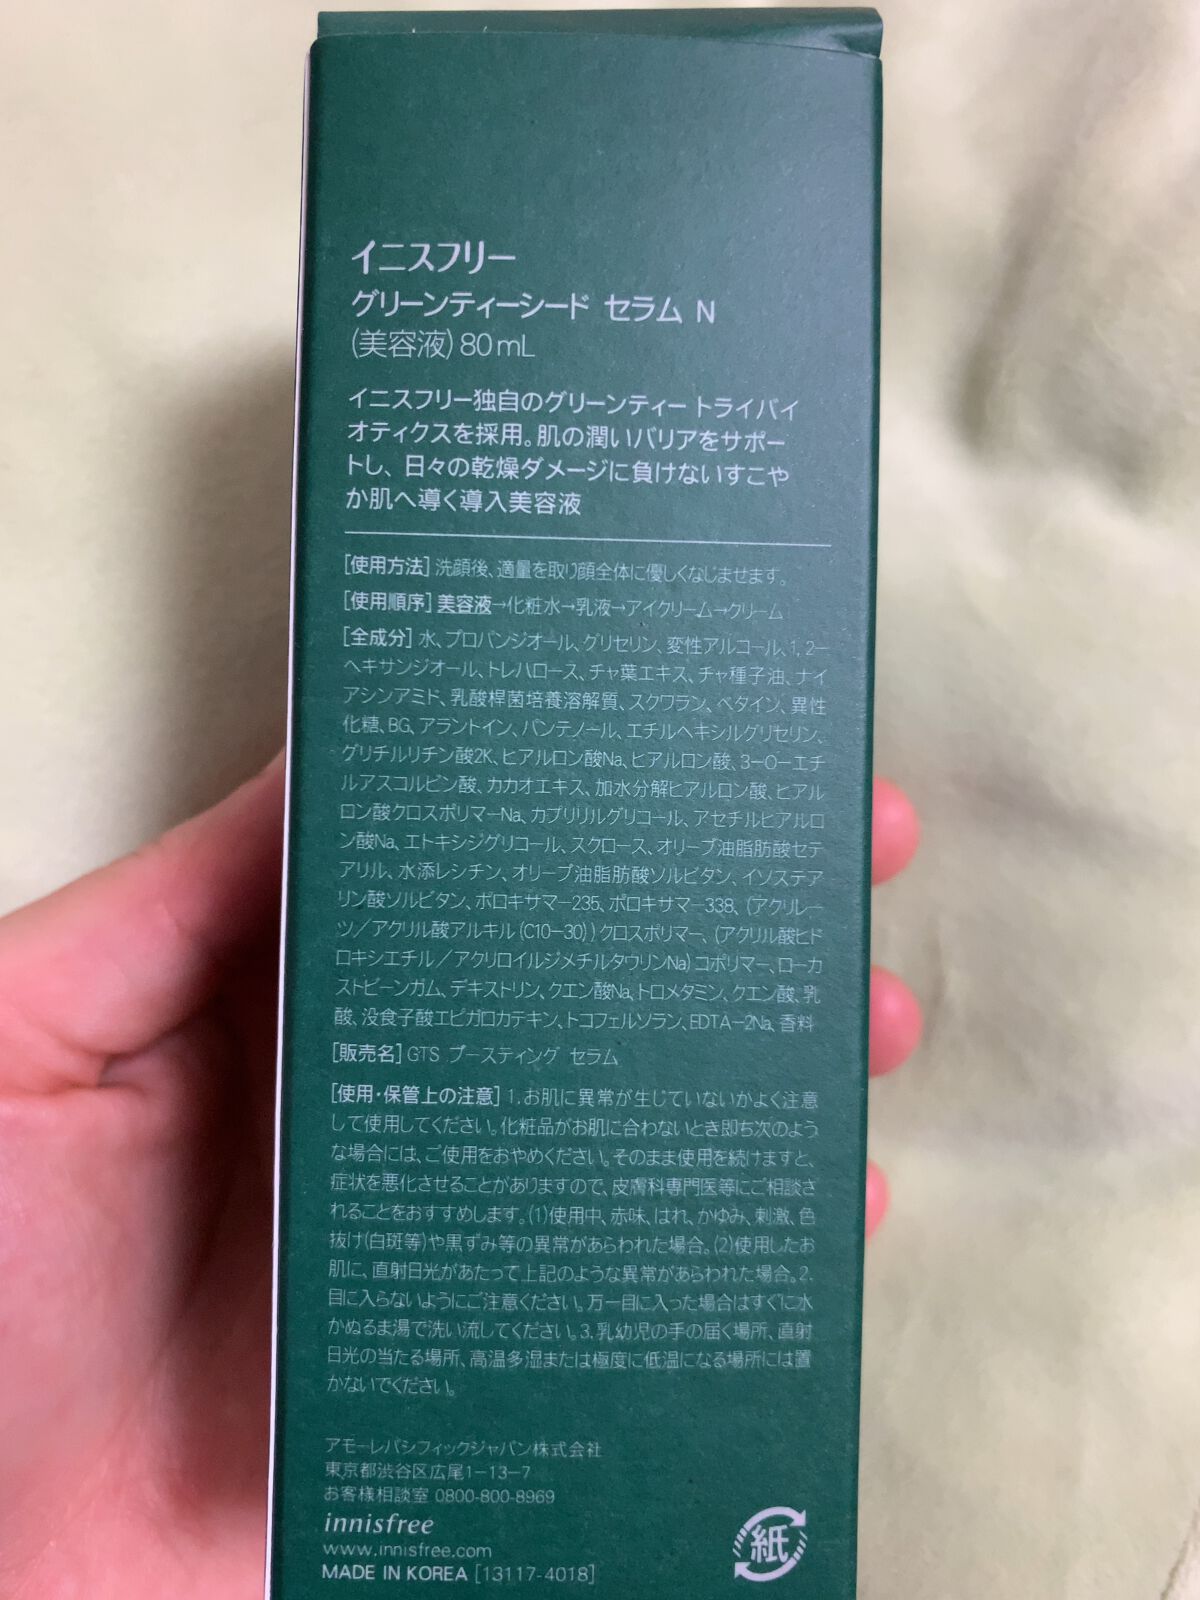 イニスフリー
グリーンティーシード セラム N
(美容液) 80mL
イニスフリー独自のグリーンティー トライバイ
オティクスを採用。肌の潤いバリアをサポー
トし、日々の乾燥ダメージに負けないすこや
か肌へ導く導入美容液
[使用方法] 洗顔後、適量を取り顔全体に優しくなじませます。
[使用順序] 美容液→化粧水→乳液→アイクリーム→クリーム
[全成分] 水、プロパンジオール、グリセリン、変性アルコール、1, 2ー
ヘキサンジオール、トレハロース、チャ葉エキス、チャ種子油、ナイ
アシンアミド、乳酸桿菌培養溶解質、スクワラン、ベタイン、異性
化糖、BG、アラントイン、パンテノール、エチルヘキシルグリセリン、
グリチルリチン酸2K、ヒアルロン酸Na、ヒアルロン酸、3ーOーエチ
ルアスコルビン酸、カカオエキス、加水分解ヒアルロン酸、ヒアル
ロン酸クロスポリマーNa、カプリリルグリコール、アセチルヒアルロ
ン酸Na、エトキシジグリコール、スクロース、オリーブ油脂肪酸セテ
アリル、水添レシチン、オリーブ油脂肪酸ソルビタン、イソステア
リン酸ソルビタン、ポロキサマー235、ポロキサマー338、(アクリレー
ツ/アクリル酸アルキル (C10ー30) ) クロスポリマー、(アクリル酸ヒド
ロキシエチル/アクリロイルジメチルタウリンNa) コポリマー、ローカ
ストビーンガム、デキストリン、クエン酸Na、トロメタミン、クエン酸、乳
酸、没食子酸エピガロカテキン、トコフェルソラン、EDTAー2Na、香料
[販売名] GTS ブースティング セラム
[使用・保管上の注意] 1. お肌に異常が生じていないかよく注意
して使用してください。化粧品がお肌に合わないとき即ち次のよう
な場合には、ご使用をおやめください。そのまま使用を続けますと、
症状を悪化させることがありますので、皮膚科専門医等にご相談さ
れることをおすすめします。(1)使用中、赤味、はれ、かゆみ、刺激、色
抜け(白斑等)や黒ずみ等の異常があらわれた場合。(2)使用したお
肌に、直射日光があたって上記のような異常があらわれた場合。2.
目に入らないようにご注意ください。万一目に入った場合はすぐに水
かぬるま湯で洗い流してください。3. 乳幼児の手の届く場所、直射
日光の当たる場所、高温多湿または極度に低温になる場所には置
かないでください。
アモーレパシフィックジャパン株式会社
東京都渋谷区広尾1ー13ー7
お客様相談室 0800-800-8969
innisfree
www.innisfree.com
MADE IN KOREA [13117-4018]
紙